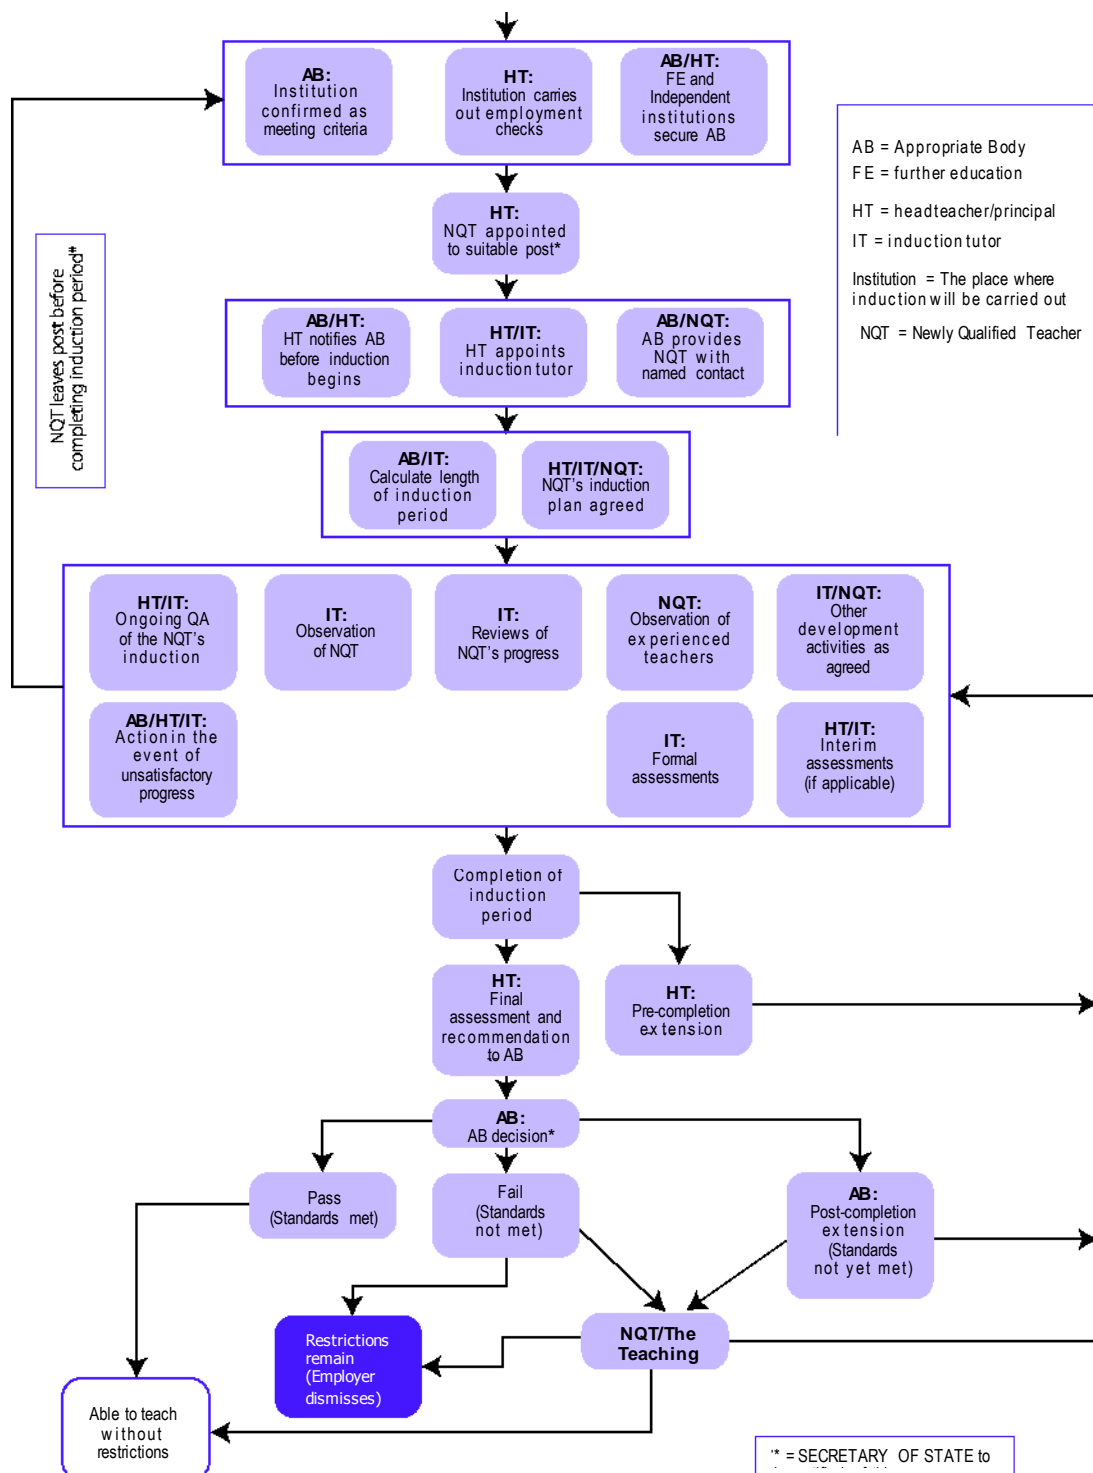 AB:
Institution
confirmed as
meeting criteria
HT:
Institution carries
out employment
checks
AB/HT:
FE and
Independent
institutions
secure AB
AB = Appropriate Body
FE = further education
HT = headteacher/principal
IT = induction tutor
Institution = The place where
induction will be carried out
NQT = Newly Qualified Teacher
HT:
NQT appointed
to suitable post*
NQT leaves post before
completing induction period*
AB/HT:
HT notifies AB
before induction
begins
HT/IT:
HT appoints
induction tutor
AB/NQT:
AB provides
NQT with
named contact
AB/IT:
Calculate length
of induction
period
HT/IT/NQT:
NQT's induction
plan agreed
HT/IT:
Ongoing QA
of the NQT's
induction
IT:
Observation
of NQT
IT:
Reviews of
NQT's progress
NQT:
Observation of
experienced
teachers
IT/NQT:
Other
development
activities as
agreed
AB/HT/IT:
Action in the
event of
unsatisfactory
progress
IT:
Formal
assessments
HT/IT:
Interim
assessments
(if applicable)
Completion of
induction
period
HT:
Final
assessment and
recommendation
to AB
HT:
Pre-completion
extension
AB:
AB decision*
Pass
(Standards met)
Fail
(Standards
not met)
AB:
Post-completion
extension
(Standards
not yet met)
Restrictions
remain
(Employer
dismisses)
NQT/The
Teaching
Able to teach
without
restrictions
'* = SECRETARY OF STATE to